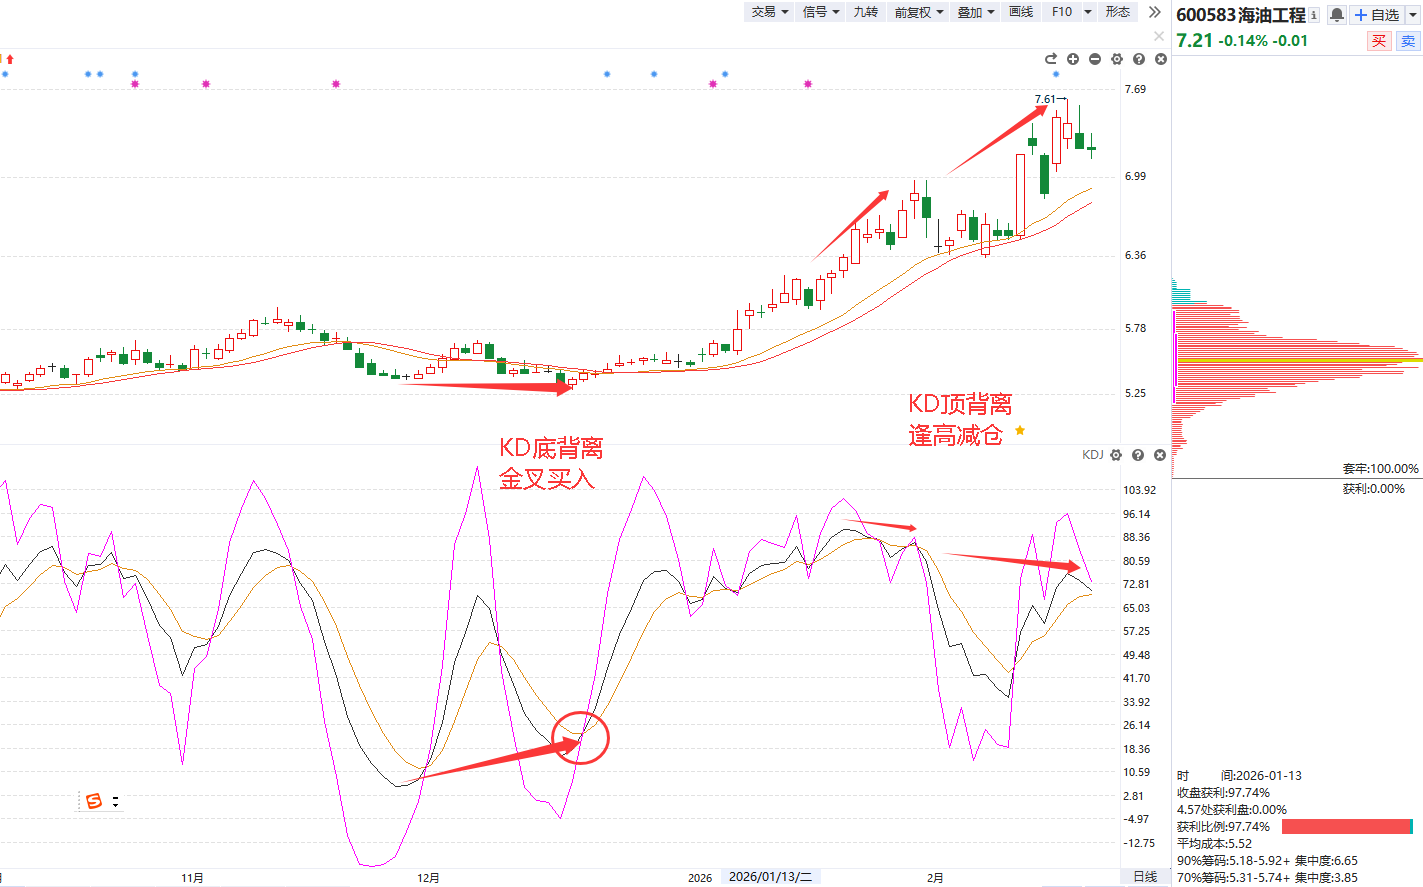 交易 信号 九转 前复权 叠加 画线 F10 形态
600583 海油工程 自选
7.21 -0.14% -0.01 买 卖
7.69
7.61
6.99
6.36
5.78
5.25
KD顶背离
逢高减仓
KD底背离
金叉买入
KDJ
套牢:100.00%
获利:0.00%
103.92
96.14
88.36
80.59
72.81
65.03
57.25
49.48
41.70
33.92
26.14
18.36
10.59
2.81
-4.97
-12.75
时 间:2026-01-13
收盘获利:97.74%
4.57处获利盘:0.00%
获利比例:97.74%
平均成本:5.52
90%筹码:5.18-5.92+ 集中度:6.65
70%筹码:5.31-5.74+ 集中度:3.85
11月 12月 2026 2026/01/13/二 2月 日线